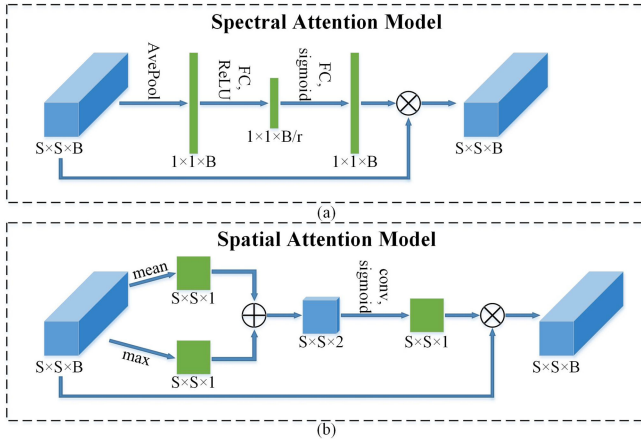 Spectral Attention Model
AvePool
FC,
ReLU
FC,
sigmoid
S×S×B
1×1×B
1×1×B/r
1×1×B
S×S×B
(a)
Spatial Attention Model
mean
S×S×1
max
S×S×1
S×S×B
S×S×2
conv,
sigmoid
S×S×1
S×S×B
(b)